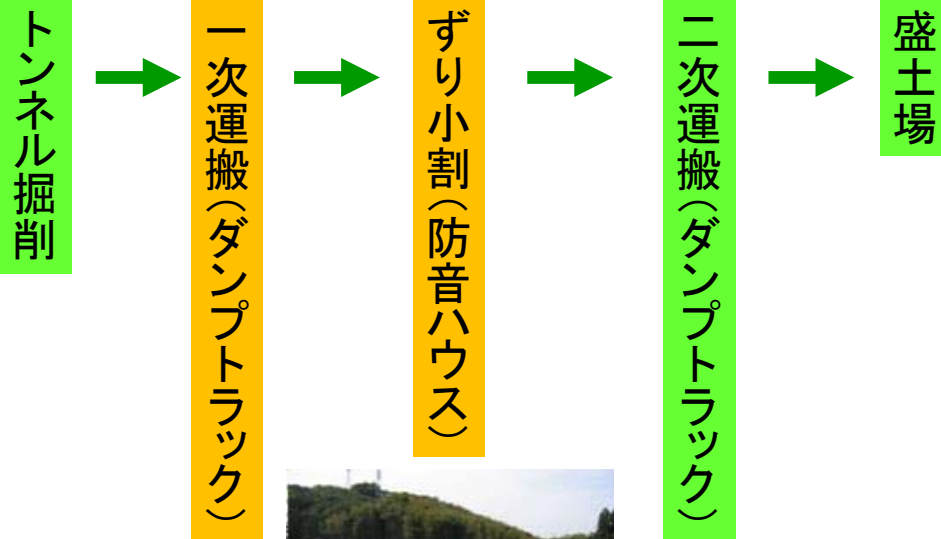 トンネル掘削
一次運搬(ダンプトラック)
ずり小割(防音ハウス)
二次運搬(ダンプトラック)
盛土場